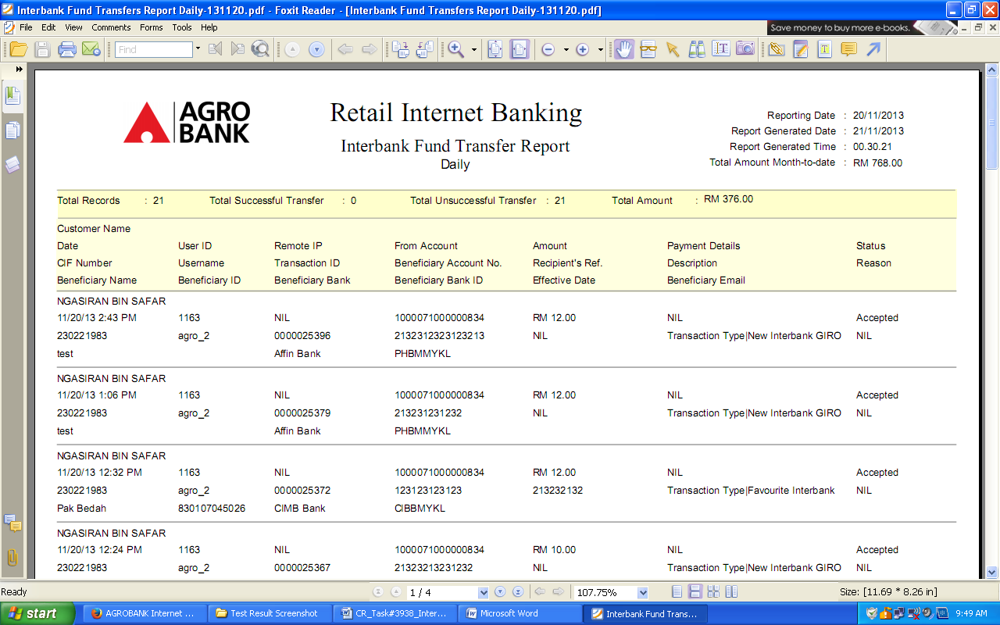 Interbank Fund Transfers Report Daily-131120.pdf - Foxit Reader - [Interbank Fund Transfers Report Daily-131120.pdf]
File Edit View Comments Forms Tools Help
Save money to buy more e-books.
Find
AGRO BANK
Retail Internet Banking
Interbank Fund Transfer Report
Daily
Reporting Date : 20/11/2013
Report Generated Date : 21/11/2013
Report Generated Time : 00.30.21
Total Amount Month-to-date : RM 768.00
Total Records : 21 Total Successful Transfer : 0 Total Unsuccessful Transfer : 21 Total Amount : RM 376.00
Customer Name
Date User ID Remote IP From Account Amount Payment Details Status
CIF Number Username Transaction ID Beneficiary Account No. Recipient's Ref. Description Reason
Beneficiary Name Beneficiary ID Beneficiary Bank Beneficiary Bank ID Effective Date Beneficiary Email
NGASIRAN BIN SAFAR
11/20/13 2:43 PM 1163 NIL 1000071000000834 RM 12.00 NIL Accepted
230221983 agro_2 0000025396 2132312323123213 NIL Transaction Type|New Interbank GIRO NIL
test Affin Bank PHBMMYKL
NGASIRAN BIN SAFAR
11/20/13 1:06 PM 1163 NIL 1000071000000834 RM 12.00 NIL Accepted
230221983 agro_2 0000025379 213231231232 NIL Transaction Type|New Interbank GIRO NIL
test Affin Bank PHBMMYKL
NGASIRAN BIN SAFAR
11/20/13 12:32 PM 1163 NIL 1000071000000834 RM 12.00 NIL Accepted
230221983 agro_2 0000025372 123123123123 213232132 Transaction Type|Favourite Interbank NIL
Pak Bedah 830107045026 CIMB Bank CIBBMYKL
NGASIRAN BIN SAFAR
11/20/13 12:24 PM 1163 NIL 1000071000000834 RM 10.00 NIL Accepted
230221983 agro_2 0000025367 21323213231232 NIL Transaction Type|New Interbank GIRO NIL
Ready 1 / 4 107.75% Size: [11.69 * 8.26 in]
start AGROBANK Internet ... Test Result Screenshot CR_Task#3938_Inter... Microsoft Word Interbank Fund Trans... 9:49 AM